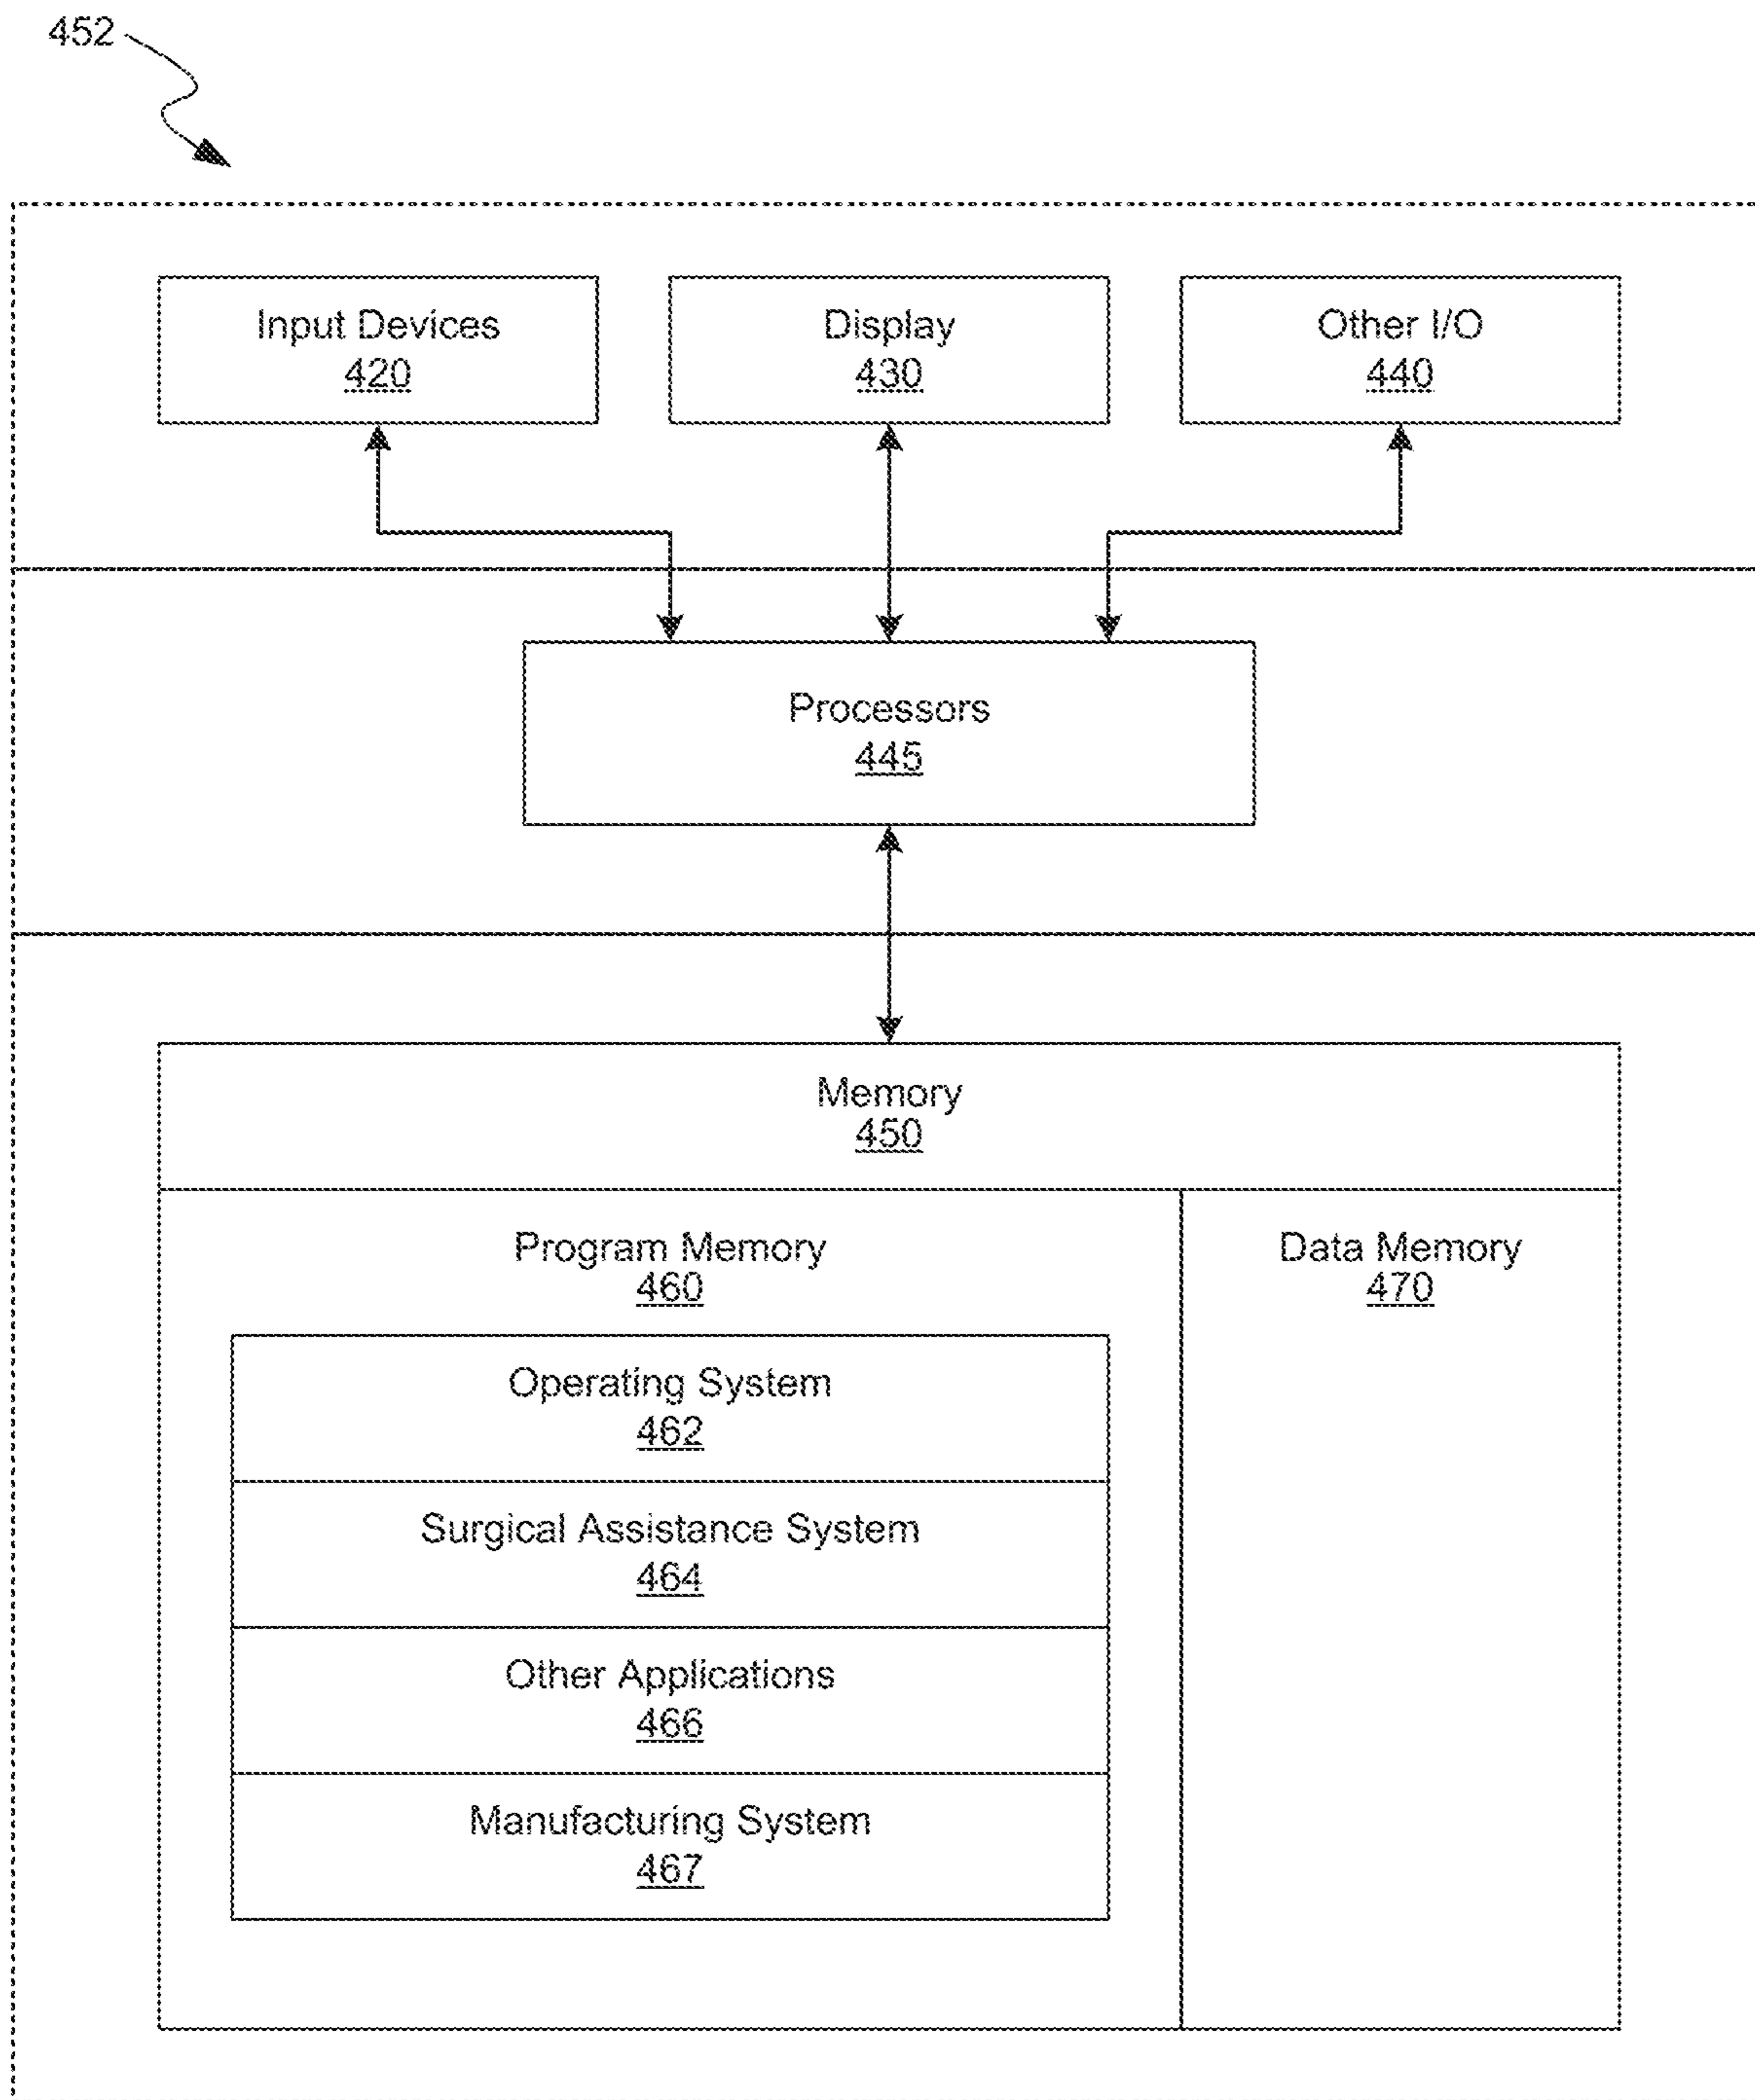 452
Input Devices
420
Display
430
Other I/O
440
Processors
445
Memory
450
Program Memory
460
Data Memory
470
Operating System
462
Surgical Assistance System
464
Other Applications
466
Manufacturing System
467